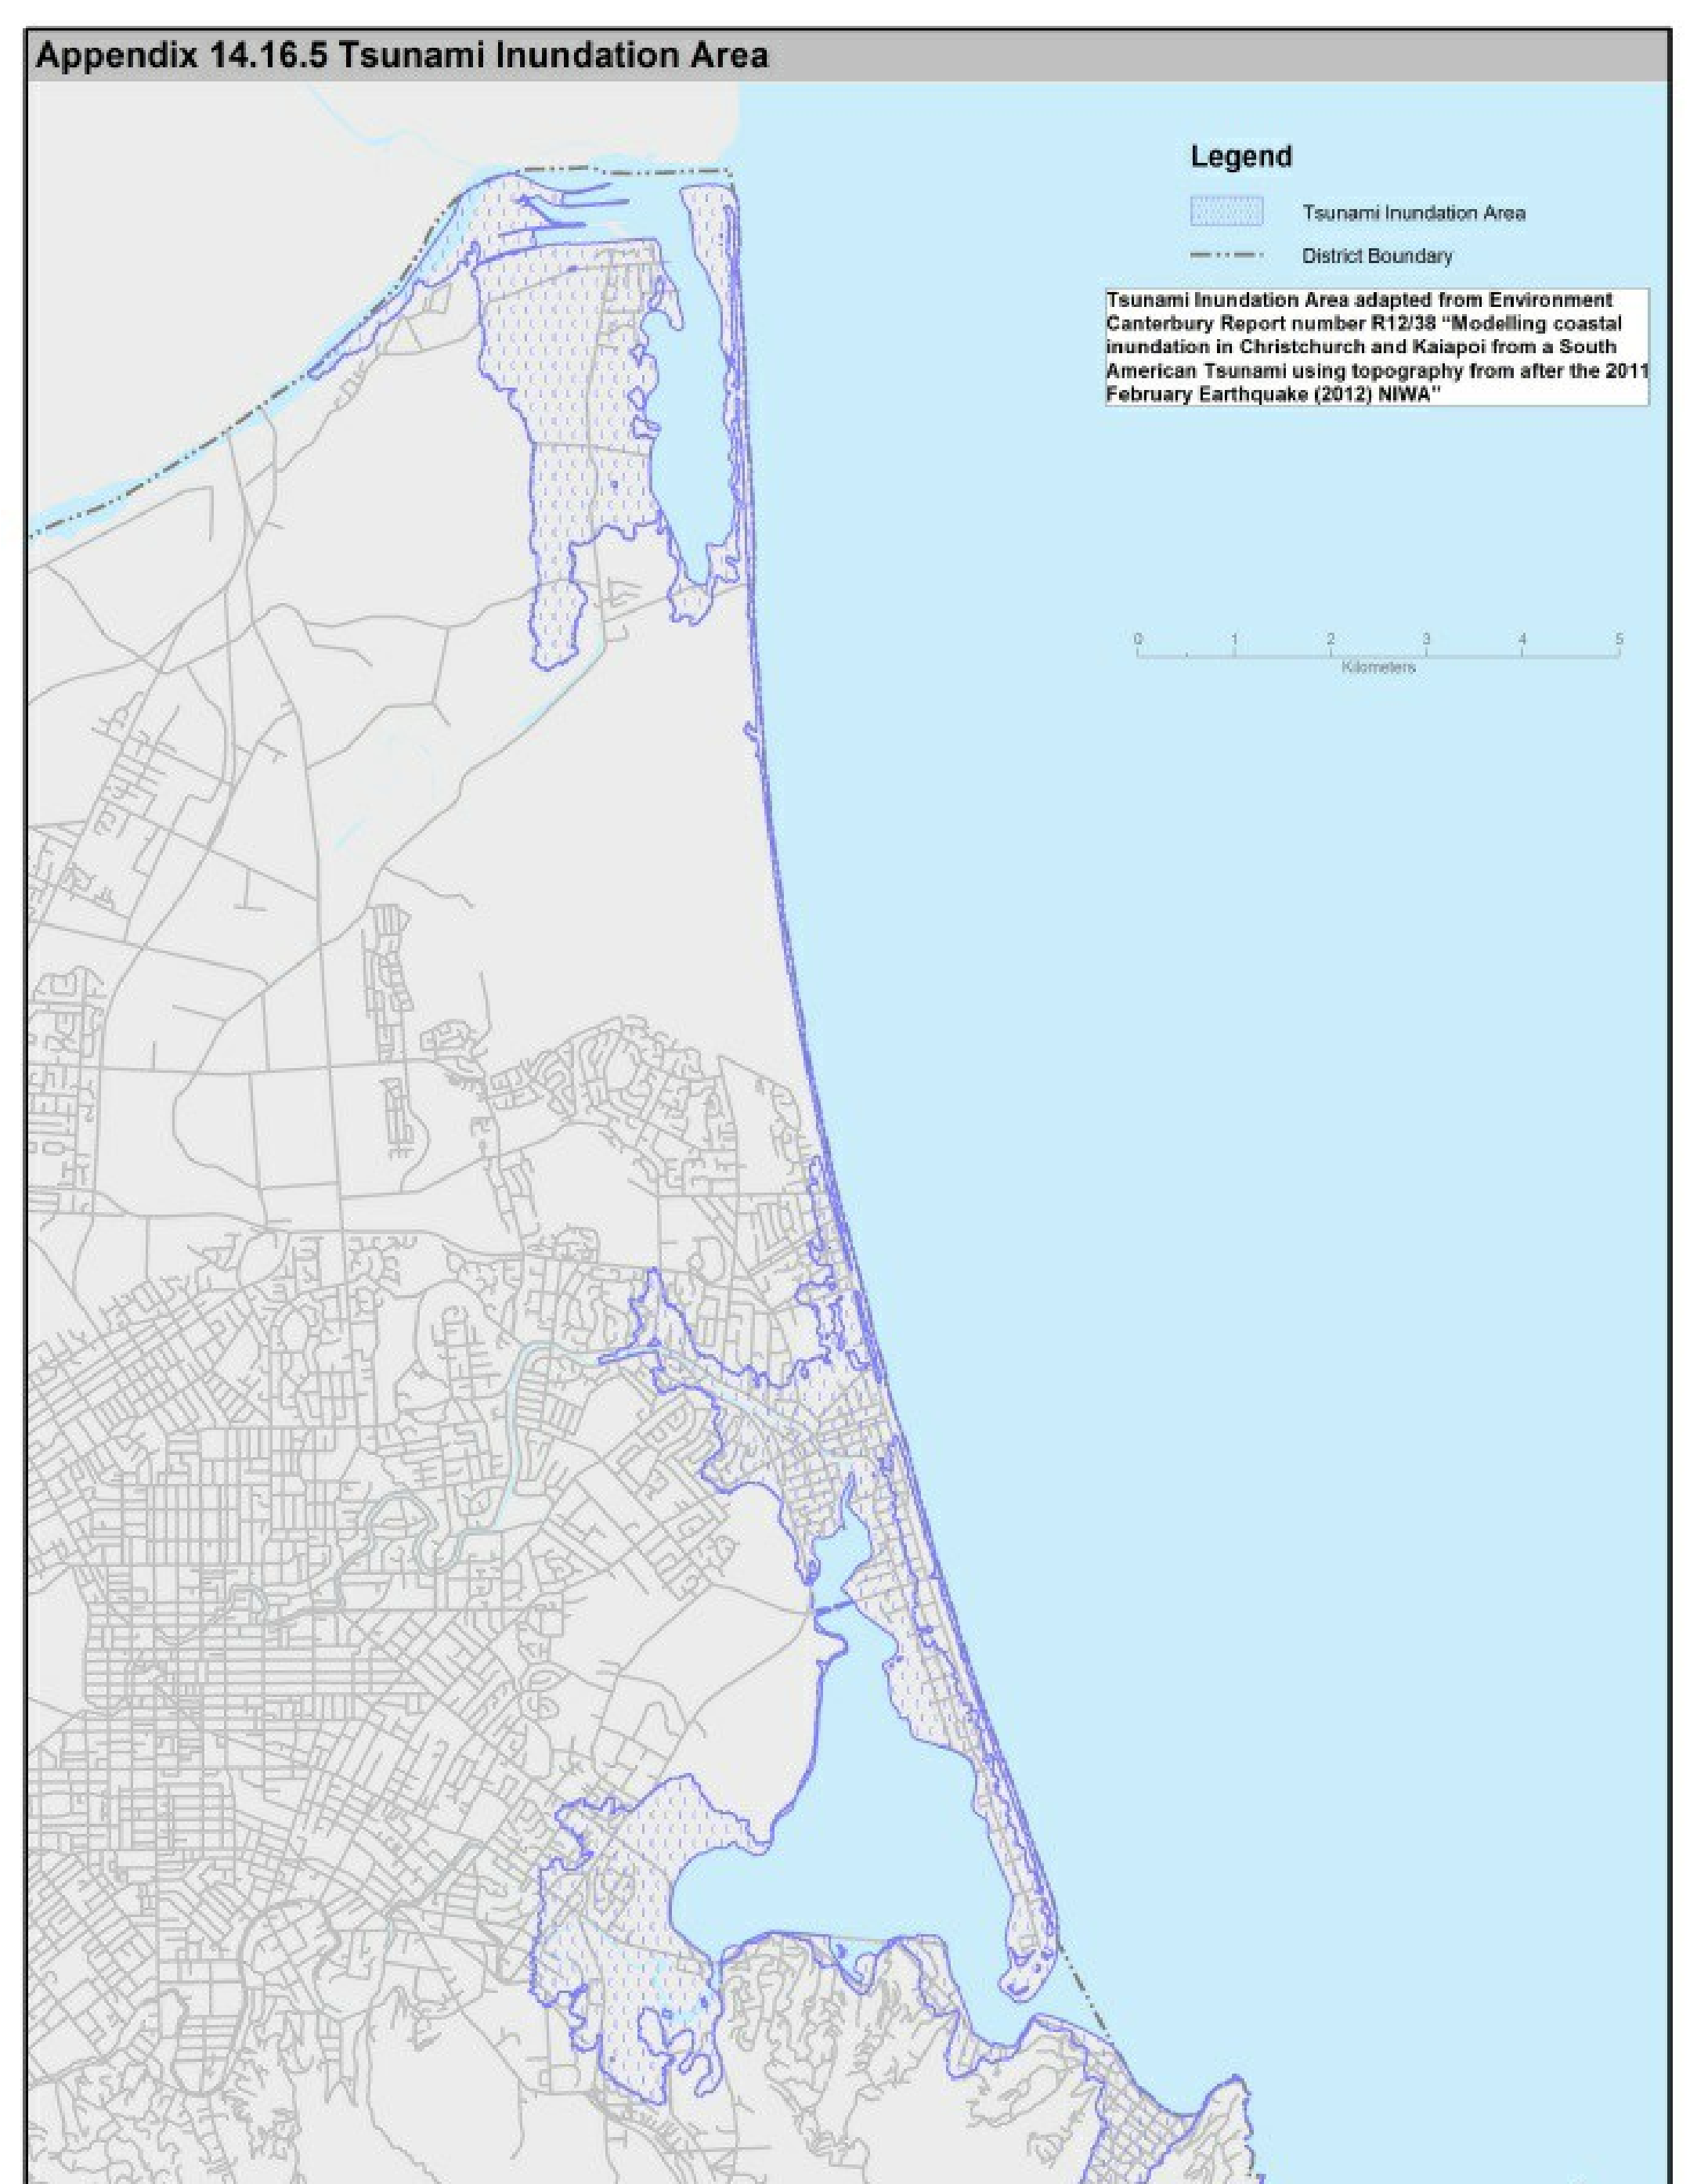 Appendix 14.16.5 Tsunami Inundation Area
Legend
Tsunami Inundation Area
District Boundary
Tsunami Inundation Area adapted from Environment
Canterbury Report number R12/38 “Modelling coastal
inundation in Christchurch and Kaiapoi from a South
American Tsunami using topography from after the 2011
February Earthquake (2012) NIWA"
0 1 2 3 4 5
Kilometers